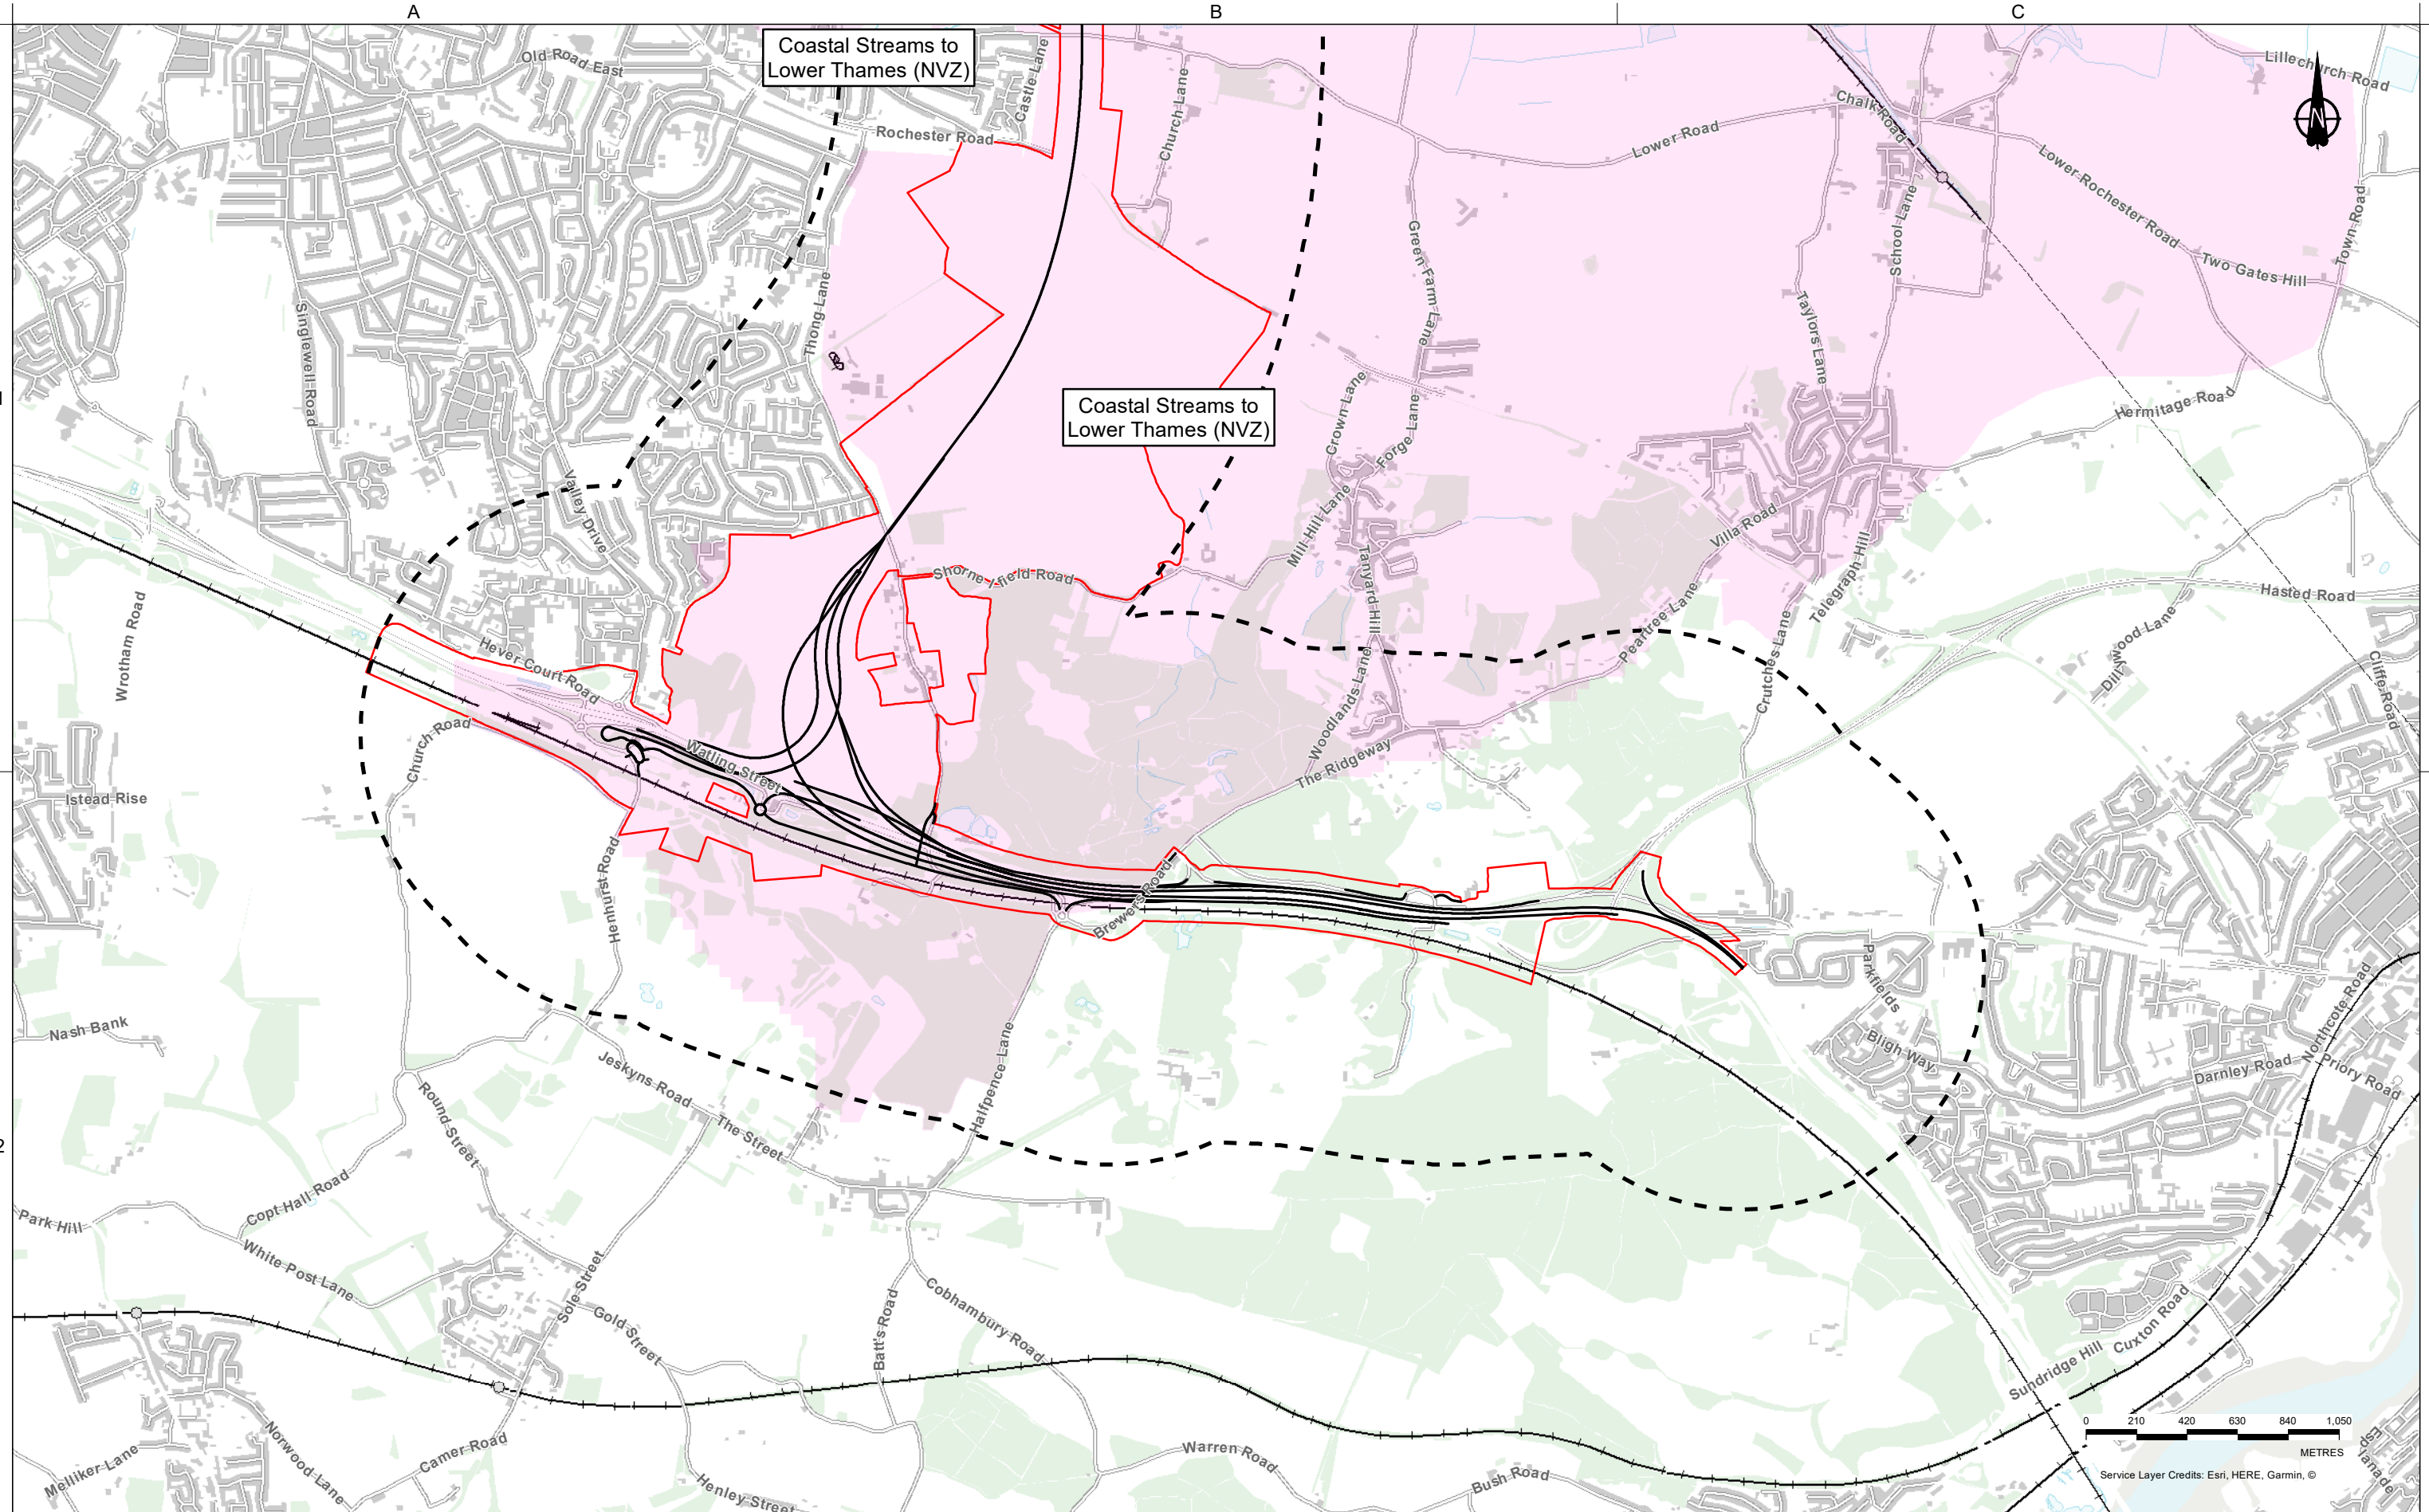 A
B
C
Coastal Streams to
Lower Thames (NVZ)
Old Road East
Castle Lane
Rochester Road
Church Lane
Lillechurch Road
N
Chalk Road
Lower Road
Lower Rochester Road
Town Road
School Lane
Two Gates Hill
Green Farm Lane
Thong Lane
Singlewell Road
Taylors Lane
1
Coastal Streams to
Lower Thames (NVZ)
Crown Lane
Forge Lane
Hermitage Road
Valley Drive
Mill Hill Lane
Villa Road
Telegraph Hill
Tanyard Hill
Peartree Lane
Hasted Road
Wrotham Road
Hever Court Road
Crutches Lane
Dillywood Lane
Cliffe Road
Church Road
Woodlands Lane
The Ridgeway
Watling Street
Istead Rise
Henhurst Road
Brewers Road
Parkfields
Northcote Road
Nash Bank
Bligh Way
Darnley Road
Priory Road
Jeskyns Road
Halfpence Lane
Round Street
The Street
2
Copt Hall Road
Park Hill
White Post Lane
Sole Street
Gold Street
Batt's Road
Cobhambury Road
Cuxton Road
Sundridge Hill
Norwood Lane
Melliker Lane
Camer Road
Henley Street
Warren Road
Bush Road
0 210 420 630 840 1,050
METRES
Service Layer Credits: Esri, HERE, Garmin, ©